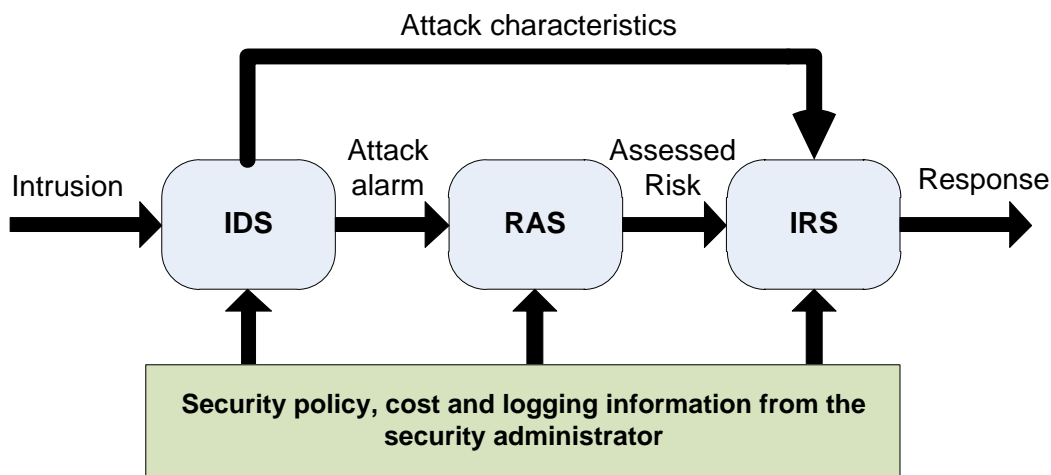 Attack characteristics
Intrusion
Attack
alarm
Assessed
Risk
Response
IDS
RAS
IRS
Security policy, cost and logging information from the
security administrator